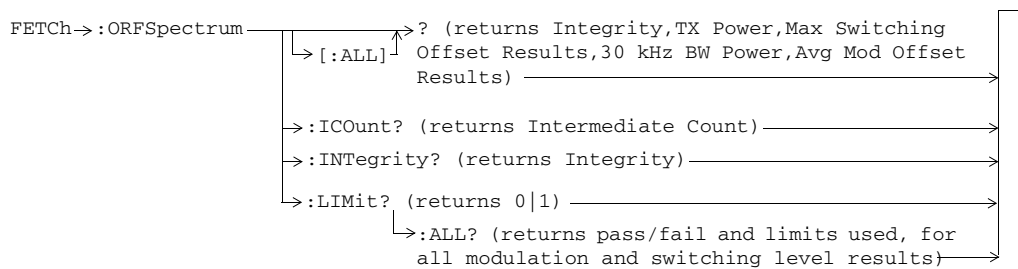 FETCh :ORFSpectrum ? (returns Integrity,TX Power,Max Switching
[:ALL] Offset Results,30 kHz BW Power,Avg Mod Offset
Results)
:ICOunt? (returns Intermediate Count)
:INTegrity? (returns Integrity)
:LIMit? (returns 0|1)
:ALL? (returns pass/fail and limits used, for
all modulation and switching level results)